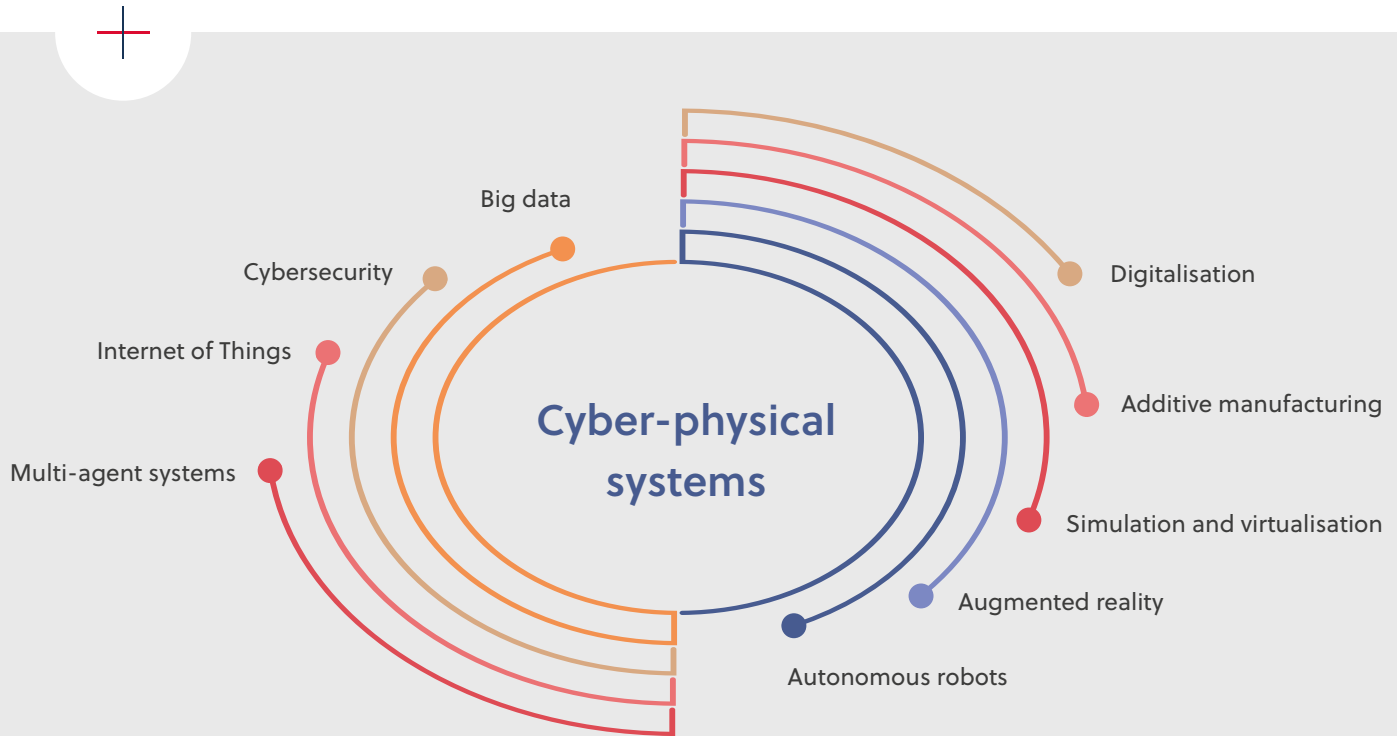 Big data
Cybersecurity
Digitalisation
Internet of Things
Additive manufacturing
Cyber-physical
systems
Multi-agent systems
Simulation and virtualisation
Augmented reality
Autonomous robots